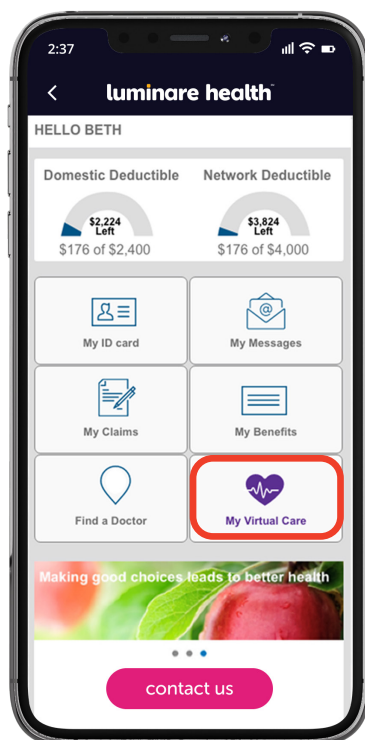 2:37
luminare health
HELLO BETH
Domestic Deductible
Network Deductible
$2,224
Left
$176 of $2,400
$3,824
Left
$176 of $4,000
My ID card
@
My Messages
My Claims
My Benefits
Find a Doctor
My Virtual Care
Making good choices leads to better health
contact us